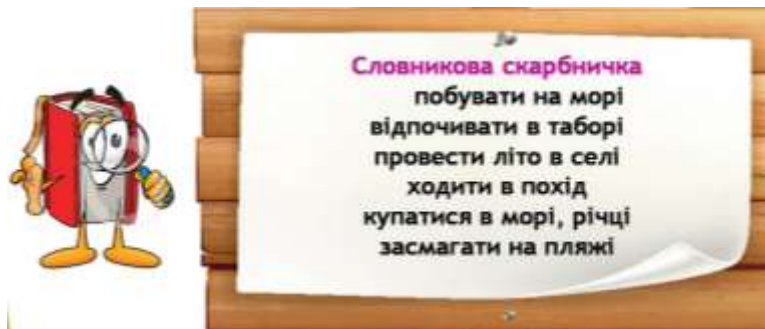 Словникова скарбничка
побувати на морі
відпочивати в таборі
провести літо в селі
ходити в похід
купатися в морі, річці
засмагати на пляжі